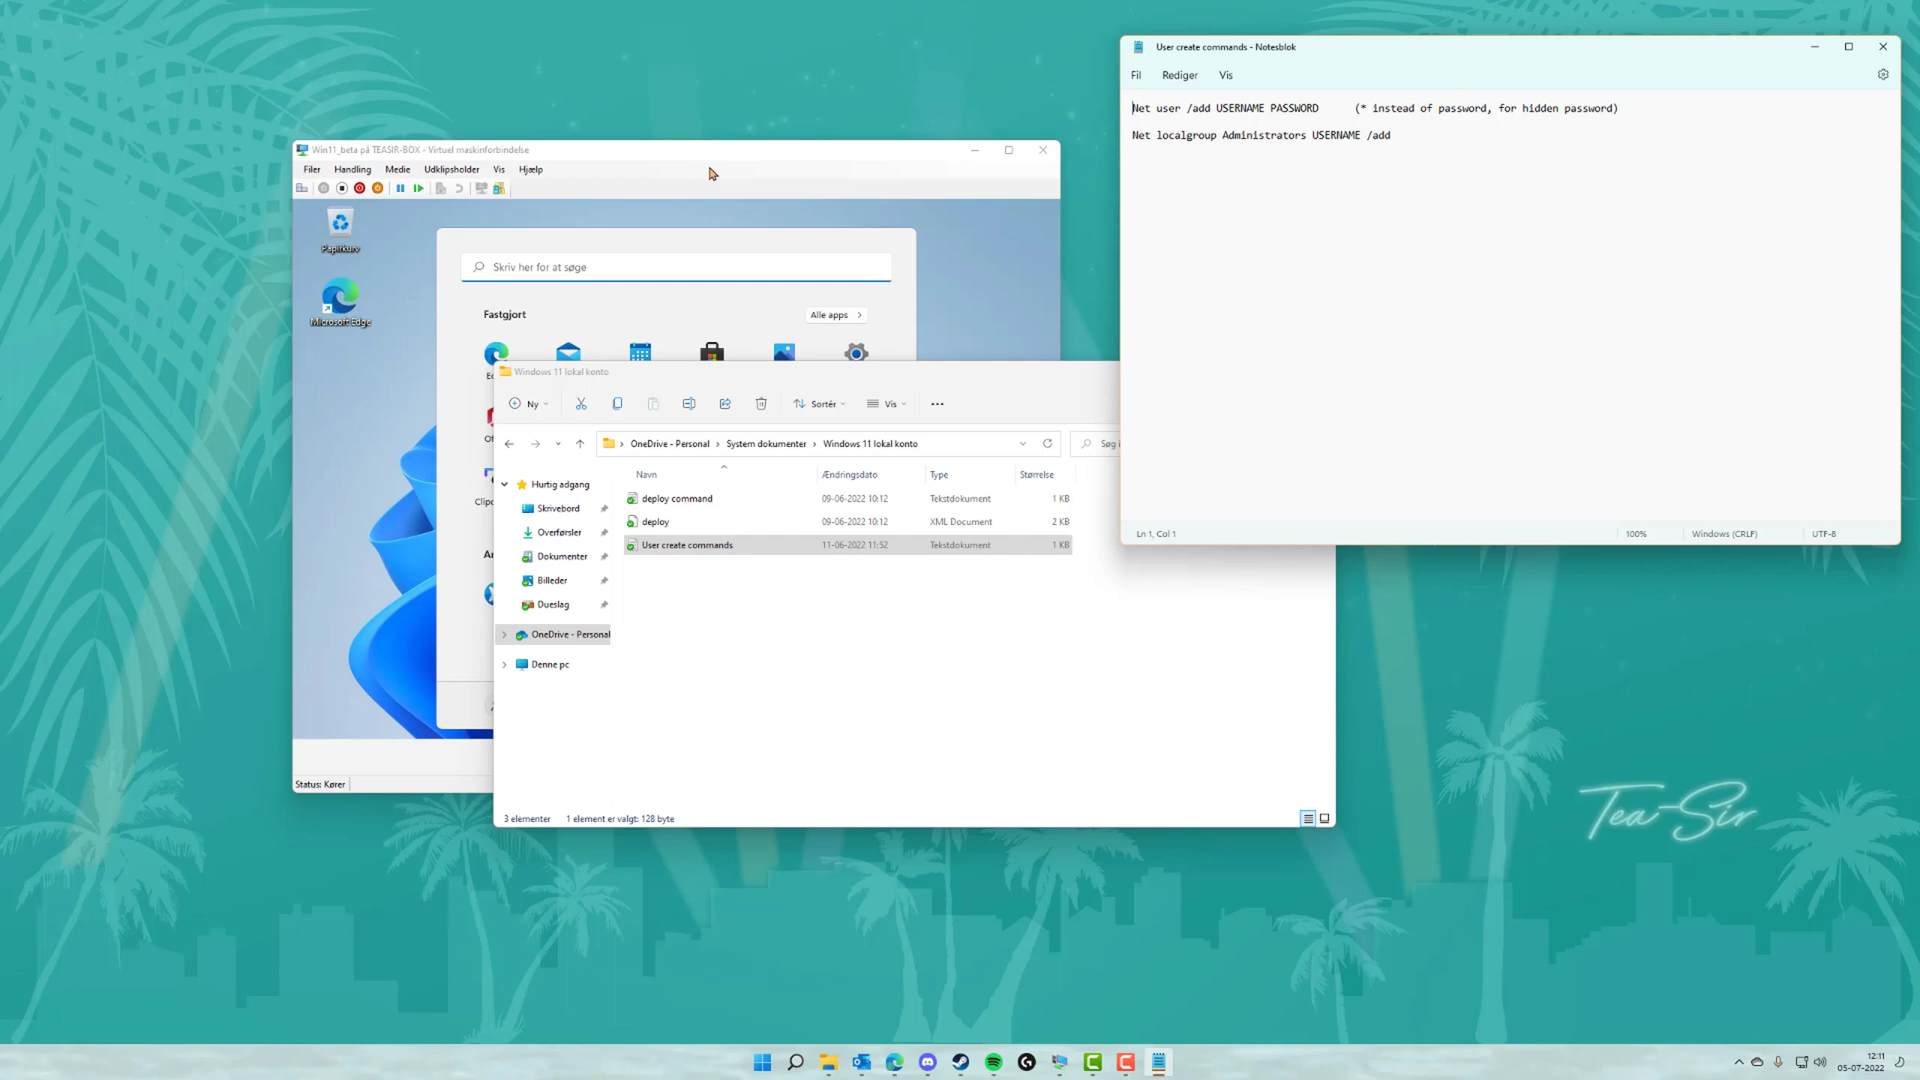 User create commands - Notesblok
Fil Rediger Vis
Net user /add USERNAME PASSWORD (* instead of password, for hidden password)
Net localgroup Administrators USERNAME /add
Ln 1, Col 1 100% Windows (CRLF) UTF-8
Win11_beta på TEASIR-BOX - Virtuel maskinforbindelse
Filer Handling Medie Udklipsholder Vis Hjælp
Papirkurv
Microsoft Edge
Skriv her for at søge
Fastgjort Alle apps
Status: Kører
Windows 11 lokal konto
Ny Sortér Vis
OneDrive - Personal System dokumenter Windows 11 lokal konto
Navn Ændringsdato Type Størrelse
deploy command 09-06-2022 10:12 Tekstdokument 1 KB
deploy 09-06-2022 10:12 XML Document 2 KB
User create commands 11-06-2022 11:52 Tekstdokument 1 KB
Hurtig adgang
Skrivebord
Overførsler
Dokumenter
Billeder
Dueslag
OneDrive - Personal
Denne pc
3 elementer 1 element er valgt: 128 byte
Tea-Sir
12:11
05-07-2022